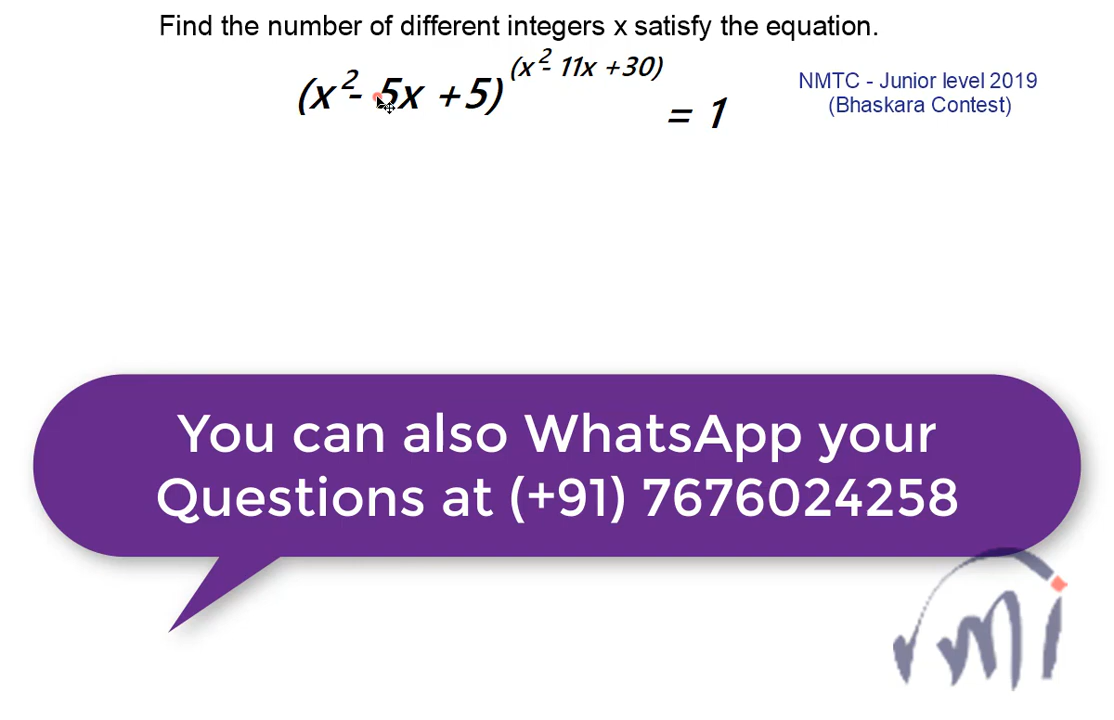 Find the number of different integers x satisfy the equation.
(x² - 5x + 5)^(x² - 11x + 30) = 1
NMTC - Junior level 2019
(Bhaskara Contest)
You can also WhatsApp your
Questions at (+91) 7676024258
vmi